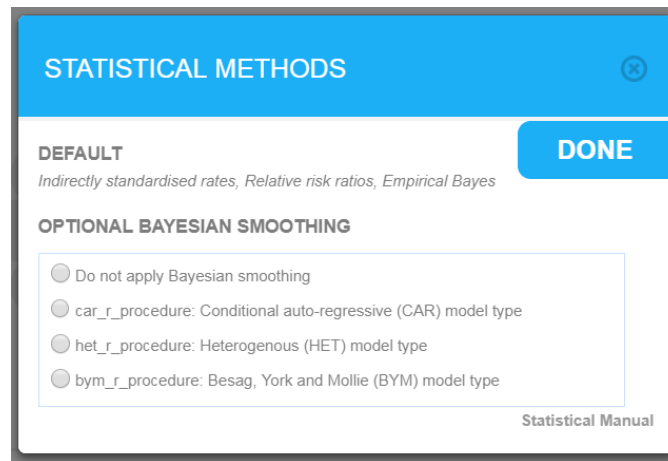 STATISTICAL METHODS
DONE
DEFAULT
Indirectly standardised rates, Relative risk ratios, Empirical Bayes
OPTIONAL BAYESIAN SMOOTHING
Do not apply Bayesian smoothing
car_r_procedure: Conditional auto-regressive (CAR) model type
het_r_procedure: Heterogenous (HET) model type
bym_r_procedure: Besag, York and Mollie (BYM) model type
Statistical Manual